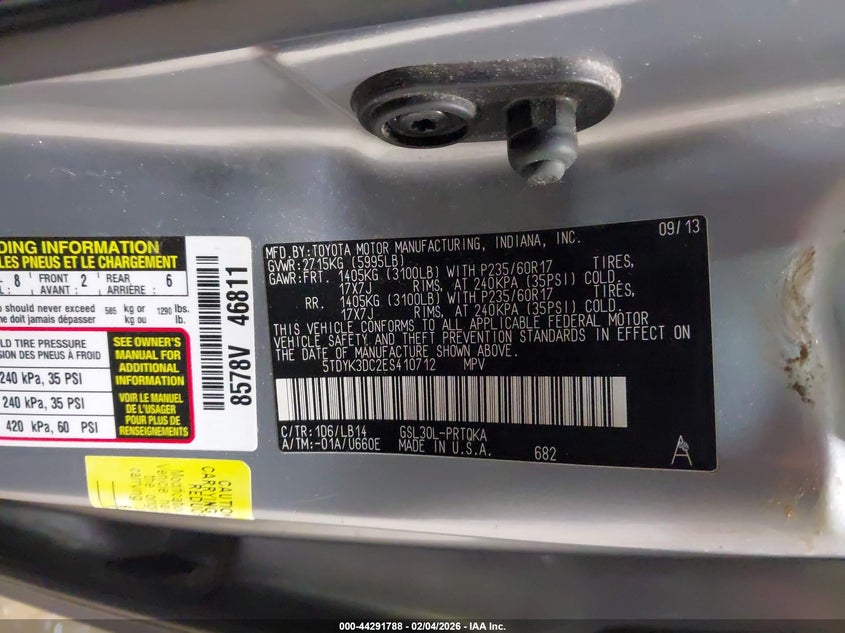 DING INFORMATION
LES PNEUS ET LE CHARGEMENT
8 FRONT 2 REAR 6
AVANT : ARRIÈRE :
should never exceed 585 kg or 1290 lbs.
ne doit jamais dépasser kg ou lb.
LD TIRE PRESSURE
SSION DES PNEUS À FROID
240 kPa, 35 PSI
240 kPa, 35 PSI
420 kPa, 60 PSI
SEE OWNER'S
MANUAL FOR
ADDITIONAL
INFORMATION
VOIR LE MANUEL
DE L'USAGER
POUR PLUS DE
RENSEIGNEMENTS
8578V 46811
CAUTIO
CARRYING
REDU
MFD.BY:TOYOTA MOTOR MANUFACTURING, INDIANA, INC. 09/13
GVWR:2715KG (5995LB)
GAWR:FRT. 1405KG (3100LB) WITH P235/60R17 TIRES,
17X7J RIMS, AT 240KPA (35PSI) COLD.
RR. 1405KG (3100LB) WITH P235/60R17 TIRES,
17X7J RIMS, AT 240KPA (35PSI) COLD.
THIS VEHICLE CONFORMS TO ALL APPLICABLE FEDERAL MOTOR
VEHICLE SAFETY AND THEFT PREVENTION STANDARDS IN EFFECT ON
THE DATE OF MANUFACTURE SHOWN ABOVE.
5TDYK3DC2ES410712 MPV
C/TR:1D6/LB14 GSL30L-PRTQKA
A/TM:-01A/U660E MADE IN U.S.A. 682
A
000-44291788 - 02/04/2026 - IAA Inc.